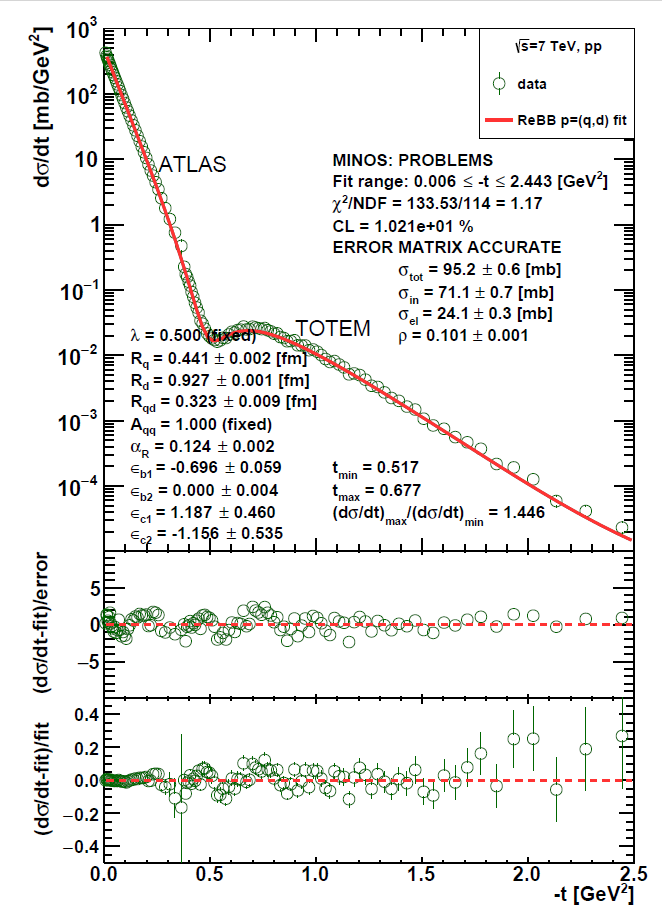 10³
10²
10
1
10⁻¹
10⁻²
10⁻³
10⁻⁴
dσ/dt [mb/GeV²]
√s=7 TeV, pp
data
ReBB p=(q,d) fit
ATLAS
TOTEM
MINOS: PROBLEMS
Fit range: 0.006 ≤ -t ≤ 2.443 [GeV²]
χ²/NDF = 133.53/114 = 1.17
CL = 1.021e+01 %
ERROR MATRIX ACCURATE
σ_tot = 95.2 ± 0.6 [mb]
σ_in = 71.1 ± 0.7 [mb]
σ_el = 24.1 ± 0.3 [mb]
ρ = 0.101 ± 0.001
λ = 0.500 (fixed)
R_q = 0.441 ± 0.002 [fm]
R_d = 0.927 ± 0.001 [fm]
R_qd = 0.323 ± 0.009 [fm]
A_qq = 1.000 (fixed)
α_R = 0.124 ± 0.002
ϵ_b1 = -0.696 ± 0.059
ϵ_b2 = 0.000 ± 0.004
ϵ_c1 = 1.187 ± 0.460
ϵ_c2 = -1.156 ± 0.535
t_min = 0.517
t_max = 0.677
(dσ/dt)_max/(dσ/dt)_min = 1.446
(dσ/dt-fit)/error
5
0
−5
(dσ/dt-fit)/fit
0.4
0.2
0.0
−0.2
−0.4
0.0 0.5 1.0 1.5 2.0 2.5
-t [GeV²]